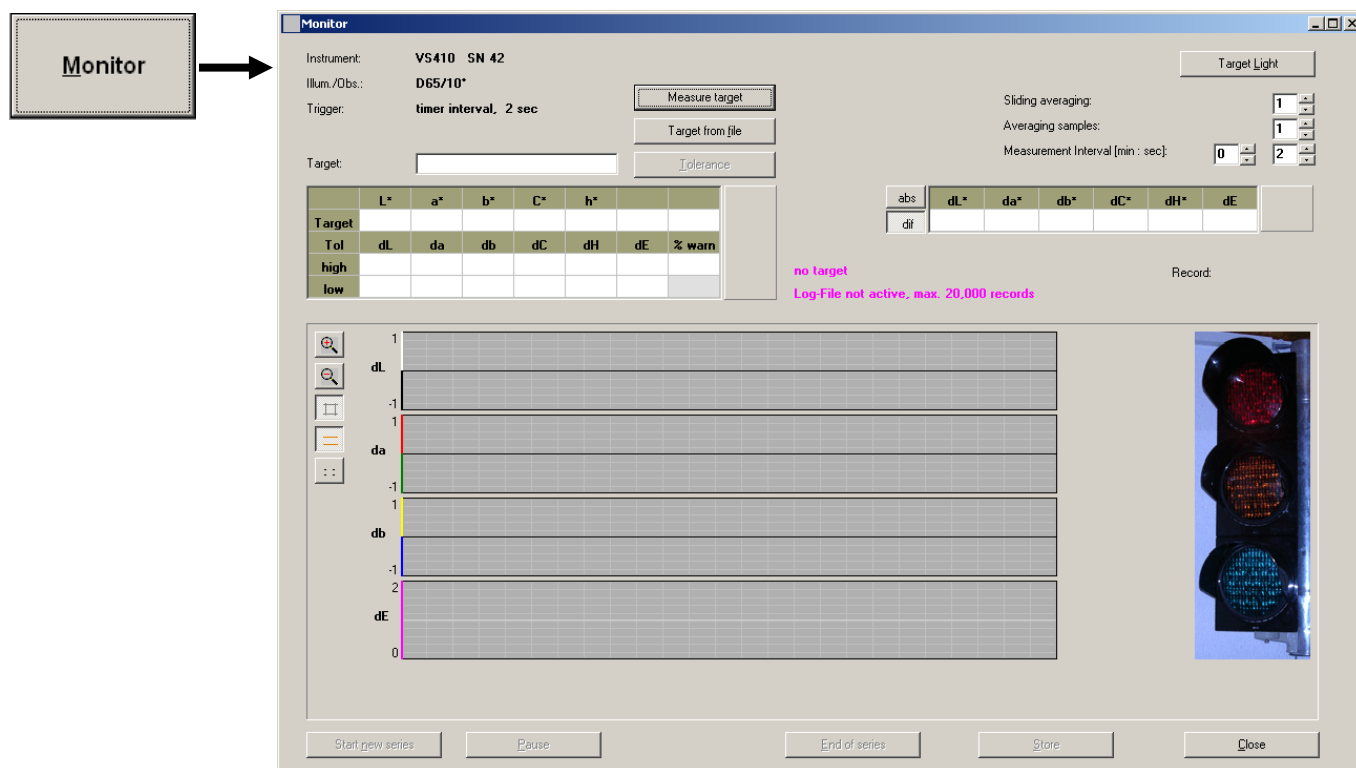 Monitor
Monitor
Instrument: VS410 SN 42
Target Light
Illum./Obs.: D65/10°
Trigger: timer interval, 2 sec
Measure target
Sliding averaging: 1
Target from file
Averaging samples: 1
Measurement Interval [min : sec]: 0 2
Target:
Tolerance
L* a* b* C* h*
Target
Tol dL da db dC dH dE % warn
high
low
abs dL* da* db* dC* dH* dE
dif
no target
Record:
Log-File not active, max. 20,000 records
1
dL
-1
1
da
-1
1
db
-1
2
dE
0
Start new series Pause End of series Store Close